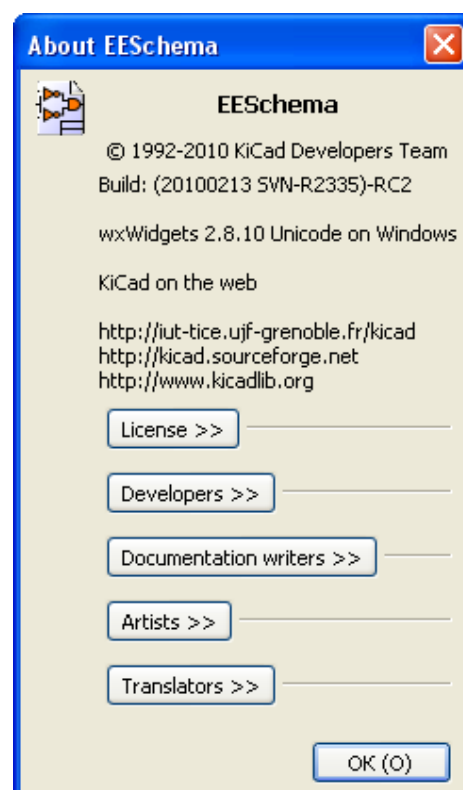 About EESchema
EESchema
© 1992-2010 KiCad Developers Team
Build: (20100213 SVN-R2335)-RC2
wxWidgets 2.8.10 Unicode on Windows
KiCad on the web
http://iut-tice.ujf-grenoble.fr/kicad
http://kicad.sourceforge.net
http://www.kicadlib.org
License >>
Developers >>
Documentation writers >>
Artists >>
Translators >>
OK (O)